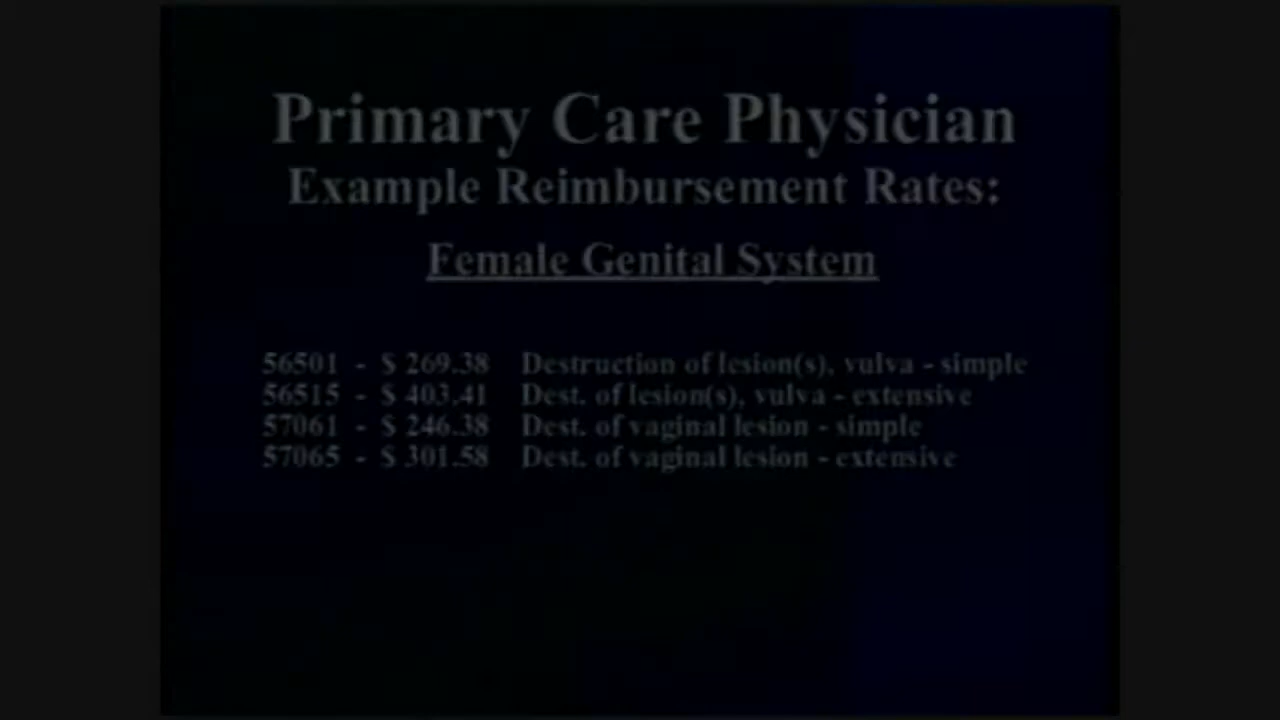 Primary Care Physician
Example Reimbursement Rates:
Female Genital System
56501 - $ 269.38 Destruction of lesion(s), vulva - simple
56515 - $ 403.41 Dest. of lesion(s), vulva - extensive
57061 - $ 246.38 Dest. of vaginal lesion - simple
57065 - $ 301.58 Dest. of vaginal lesion - extensive